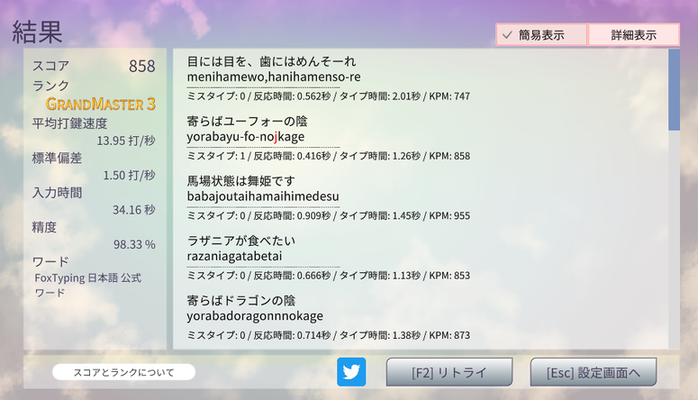 結果
簡易表示
詳細表示
スコア 858
ランク
GRANDMASTER 3
平均打鍵速度
13.95 打/秒
標準偏差
1.50 打/秒
入力時間
34.16 秒
精度
98.33 %
ワード
FoxTyping 日本語 公式
ワード
目には目を、歯にはめんそーれ
menihamewo,hanihamenso-re
ミスタイプ: 0 / 反応時間: 0.562秒 / タイプ時間: 2.01秒 / KPM: 747
寄らばユーフォーの陰
yorabayu-fo-nojkage
ミスタイプ: 1 / 反応時間: 0.416秒 / タイプ時間: 1.26秒 / KPM: 858
馬場状態は舞姫です
babajoutaihamaihimedesu
ミスタイプ: 0 / 反応時間: 0.909秒 / タイプ時間: 1.45秒 / KPM: 955
ラザニアが食べたい
razaniagatabetai
ミスタイプ: 0 / 反応時間: 0.666秒 / タイプ時間: 1.13秒 / KPM: 853
寄らばドラゴンの陰
yorabadoragonnnokage
ミスタイプ: 0 / 反応時間: 0.714秒 / タイプ時間: 1.38秒 / KPM: 873
スコアとランクについて
[F2] リトライ
[Esc] 設定画面へ